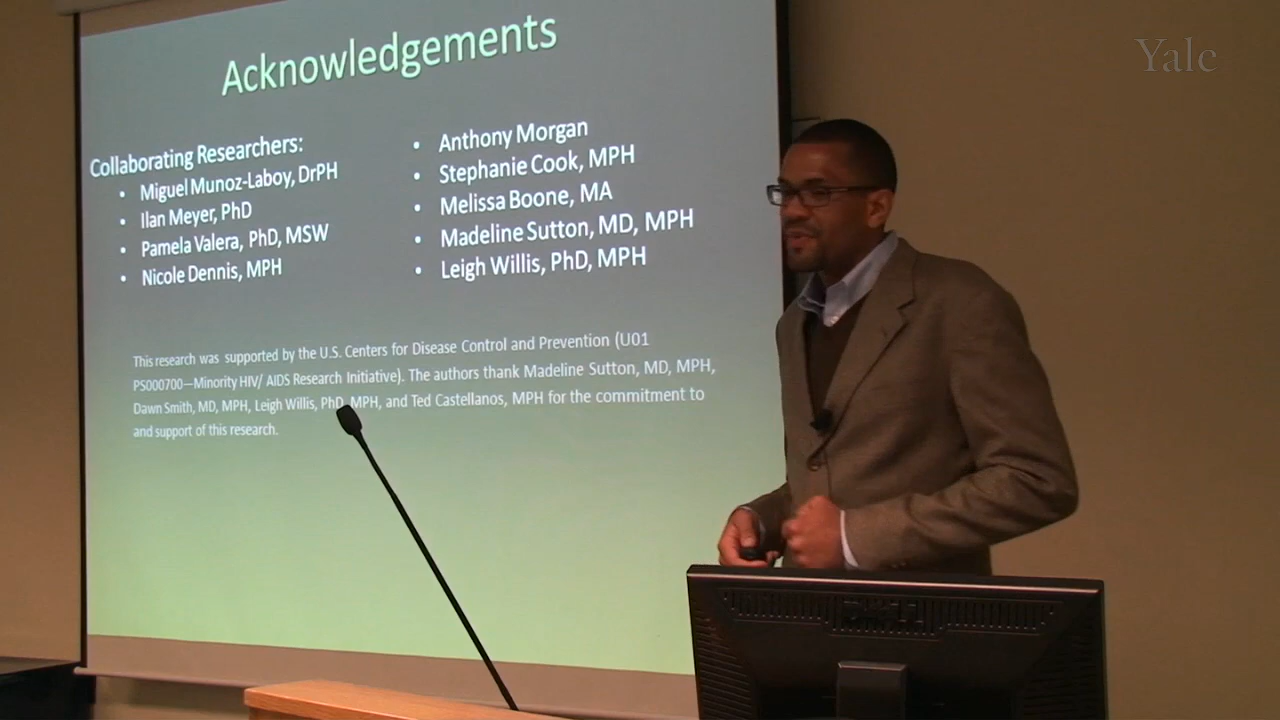 Yale
Acknowledgements
Collaborating Researchers:
• Miguel Munoz-Laboy, DrPH
• Ilan Meyer, PhD
• Pamela Valera, PhD, MSW
• Nicole Dennis, MPH
• Anthony Morgan
• Stephanie Cook, MPH
• Melissa Boone, MA
• Madeline Sutton, MD, MPH
• Leigh Willis, PhD, MPH
This research was supported by the U.S. Centers for Disease Control and Prevention (U01
PS000700—Minority HIV/ AIDS Research Initiative). The authors thank Madeline Sutton, MD, MPH,
Dawn Smith, MD, MPH, Leigh Willis, PhD, MPH, and Ted Castellanos, MPH for the commitment to
and support of this research.